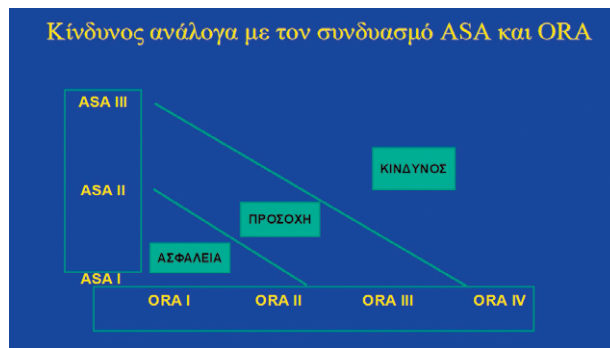 Κίνδυνος ανάλογα με τον συνδυασμό ASA και ORA
ASA III
ΚΙΝΔΥΝΟΣ
ASA II
ΠΡΟΣΟΧΗ
ΑΣΦΑΛΕΙΑ
ASA I
ORA I ORA II ORA III ORA IV